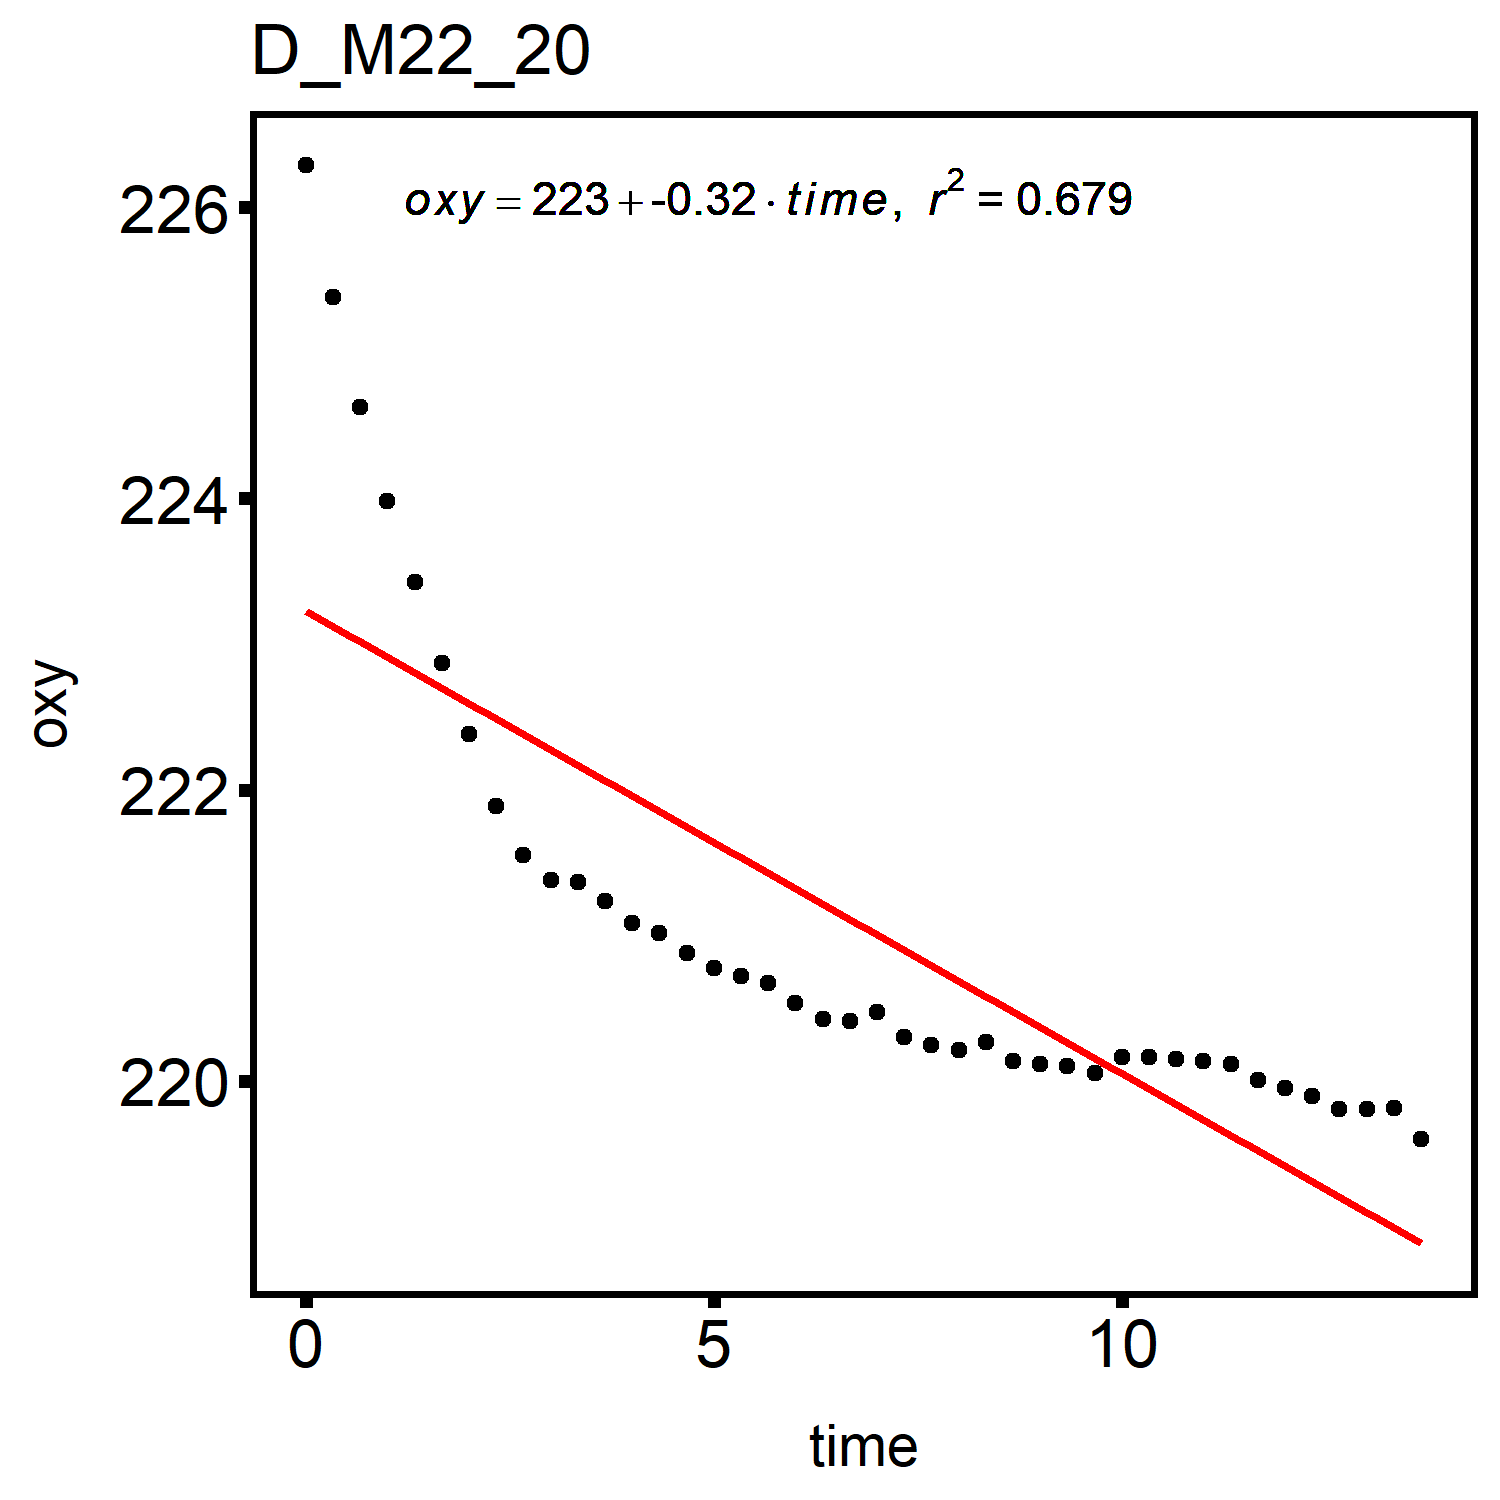 D_M22_20
oxy = 223 + -0.32 · time, r² = 0.679
226
224
222
220
oxy
0 5 10
time